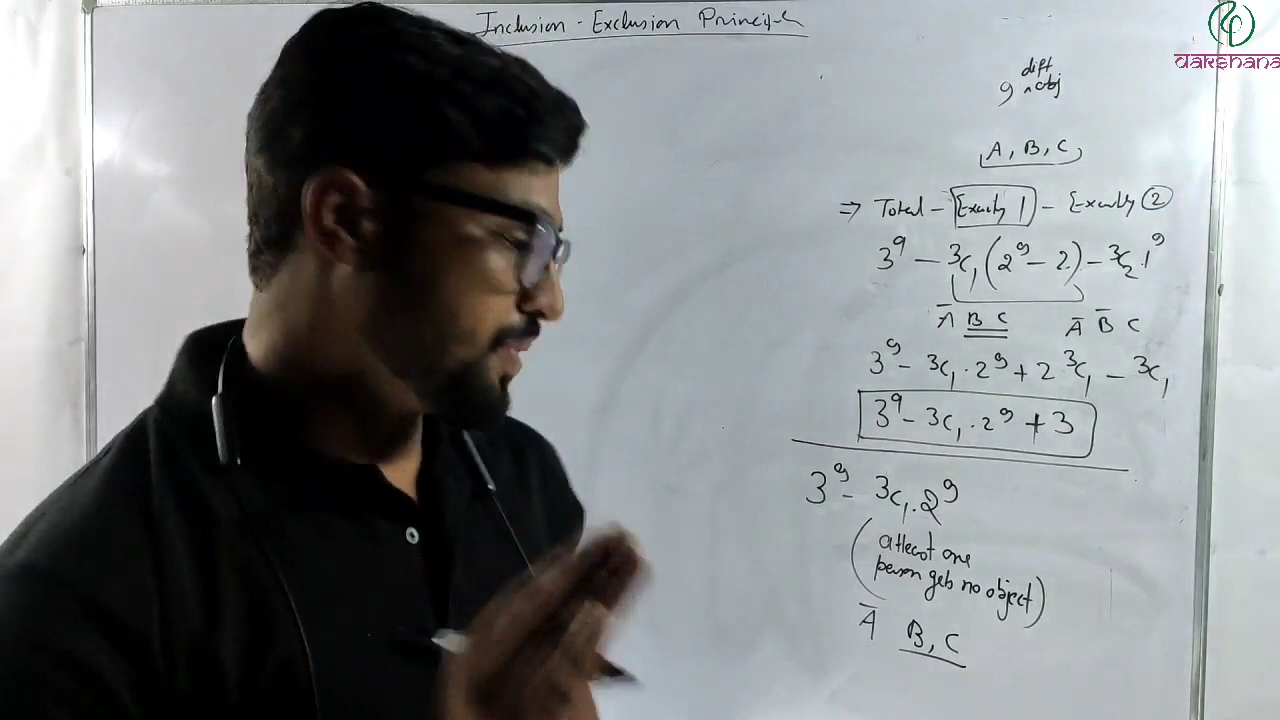 Inclusion - Exclusion Principle
dakshana
diff
9 ^ obj
A, B, C
⇒ Total - Exactly 1 - Exactly 2
3⁹ - ³C₁ (2⁹ - 2) - ³C₂ 1⁹
Ā B C Ā B̄ C
3⁹ - ³C₁ · 2⁹ + 2 ³C₁ - ³C₁
3⁹ - 3C₁ · 2⁹ + 3
3⁹ - ³C₁ · 2⁹
(atleast one
person gets no object)
Ā B, C